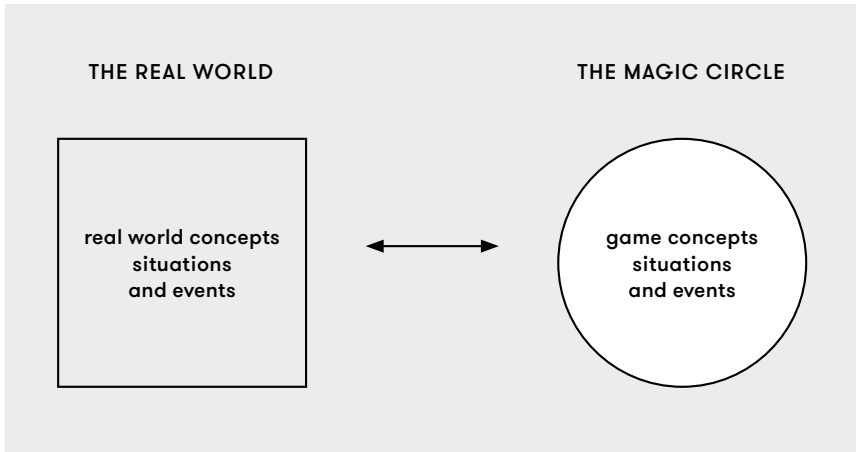 THE REAL WORLD
real world concepts
situations
and events
THE MAGIC CIRCLE
game concepts
situations
and events